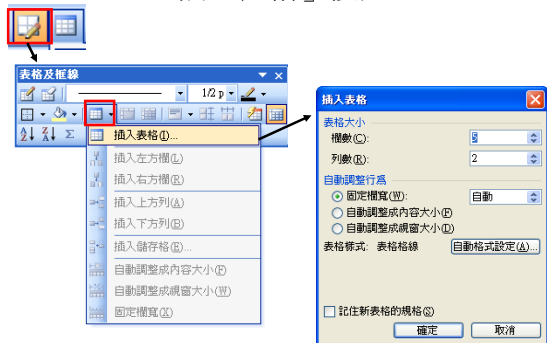 表格及框線
1/2 p
插入表格(I)...
插入左方欄(L)
插入右方欄(R)
插入上方列(A)
插入下方列(B)
插入儲存格(E)...
自動調整成內容大小(F)
自動調整成視窗大小(W)
固定欄寬(X)
插入表格
表格大小
欄數(C):
5
列數(R):
2
自動調整行為
固定欄寬(W):
自動
自動調整成內容大小(F)
自動調整成視窗大小(D)
表格樣式: 表格格線
自動格式設定(A)...
記住新表格的規格(S)
確定
取消